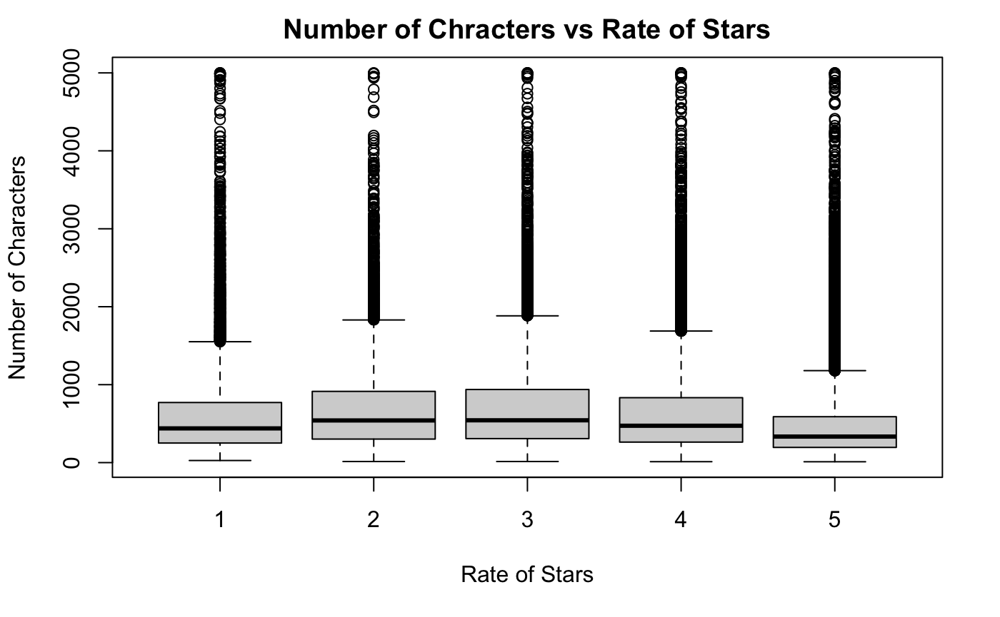 Number of Chracters vs Rate of Stars
Number of Characters
5000
4000
3000
2000
1000
0
1 2 3 4 5
Rate of Stars